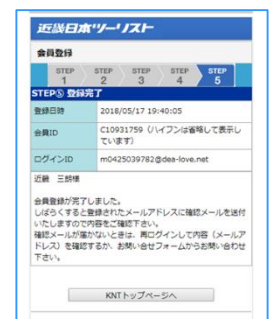 近畿日本ツーリスト
会員登録
STEP 1
STEP 2
STEP 3
STEP 4
STEP 5
STEP⑤ 登録完了
登録日時 2018/05/17 19:40:05
会員ID C10931759（ハイフンは省略して表示し
ています）
ログインID m0425039782@dea-love.net
近畿 三朗様
会員登録が完了しました。
しばらくすると登録されたメールアドレスに確認メールを送付
いたしますので内容をご確認下さい。
確認メールが届かないときは、再ログインして内容（メールア
ドレス）を確認するか、お問い合せフォームからお問い合わせ
下さい。
KNTトップページへ